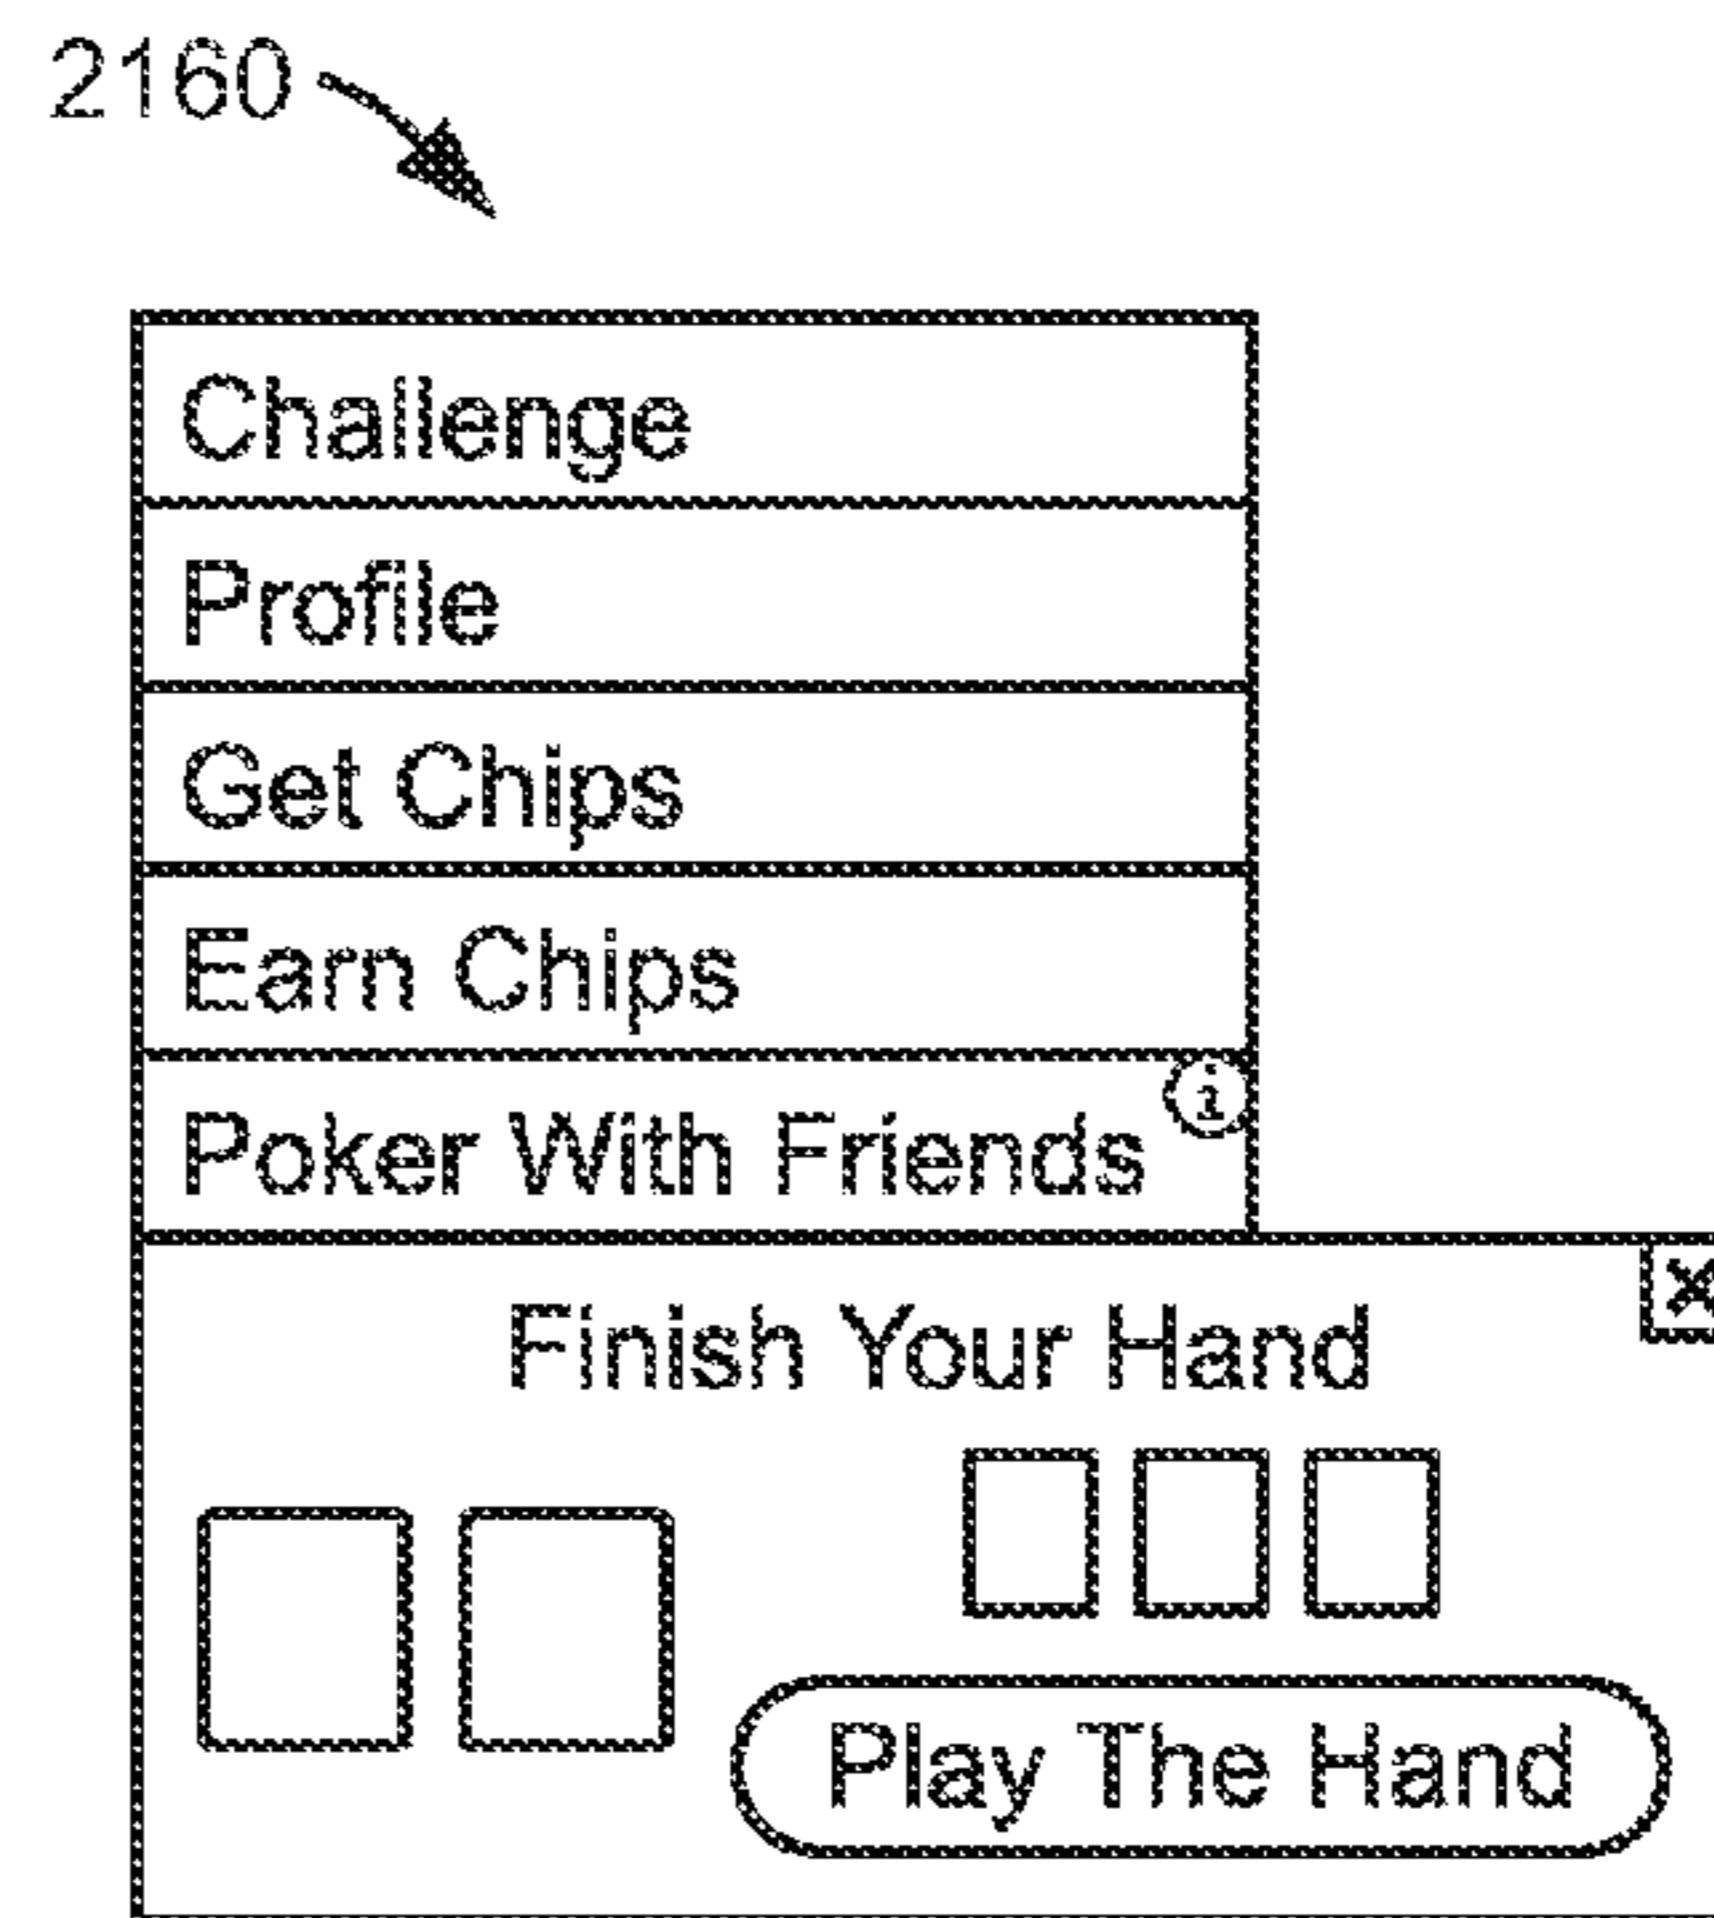 2160
Challenge
Profile
Get Chips
Earn Chips
i
Poker With Friends
X
Finish Your Hand
Play The Hand